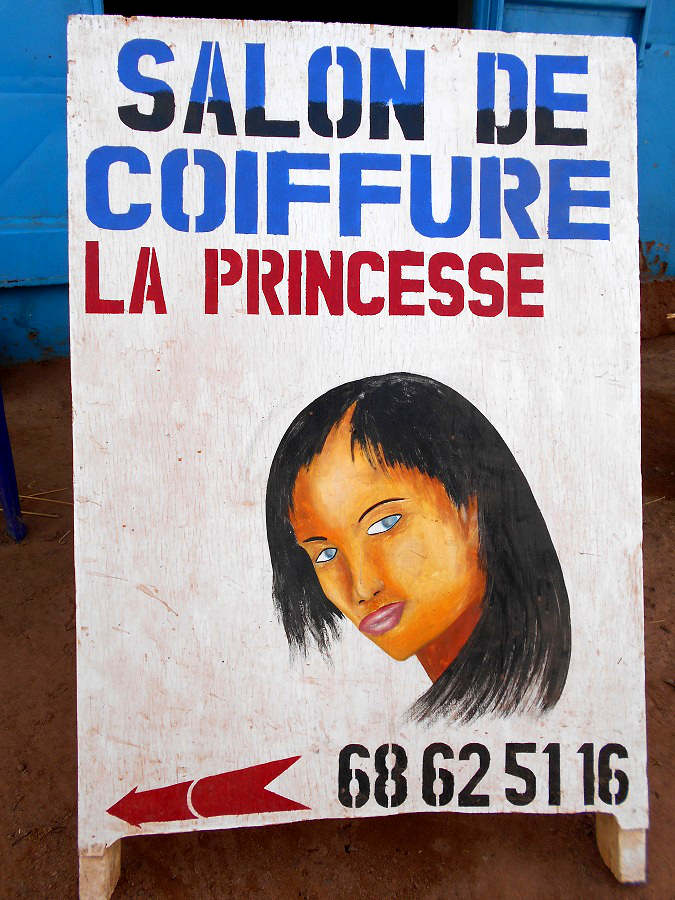 SALON DE
COIFFURE
LA PRINCESSE
68 62 51 16